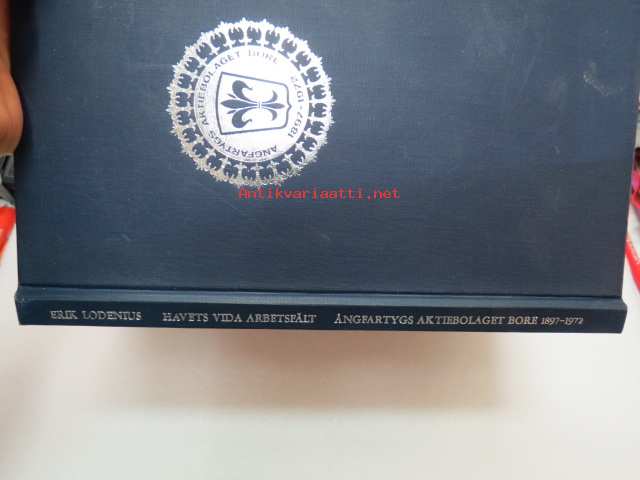 ÅNGFARTYGS AKTIEBOLAGET BORE 1897-1972
Antikvariaatti.net
ERIK LODENIUS HAVETS VIDA ARBETSFÄLT ÅNGFARTYGS AKTIEBOLAGET BORE 1897-1972